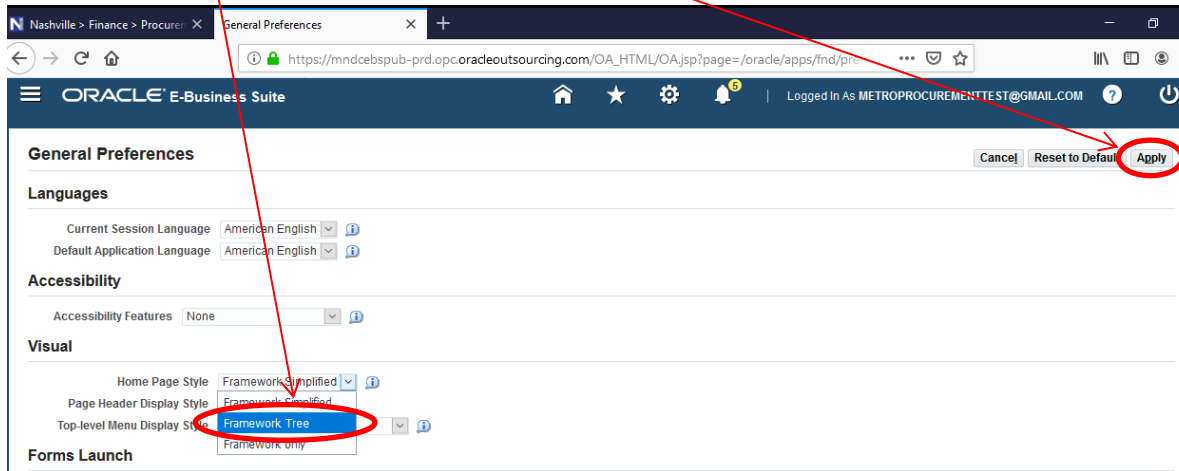 Nashville > Finance > Procuren
General Preferences
https://mndcebspub-prd.opc.oracleoutsourcing.com/OA_HTML/OA.jsp?page=/oracle/apps/fnd/pre
ORACLE E-Business Suite
5
Logged In As METROPROCUREMENTTEST@GMAIL.COM
?
General Preferences
Cancel
Reset to Default
Apply
Languages
Current Session Language American English
Default Application Language American English
Accessibility
Accessibility Features None
Visual
Home Page Style Framework Simplified
Page Header Display Style Framework Simplified
Top-level Menu Display Style Framework Tree
Framework only
Forms Launch